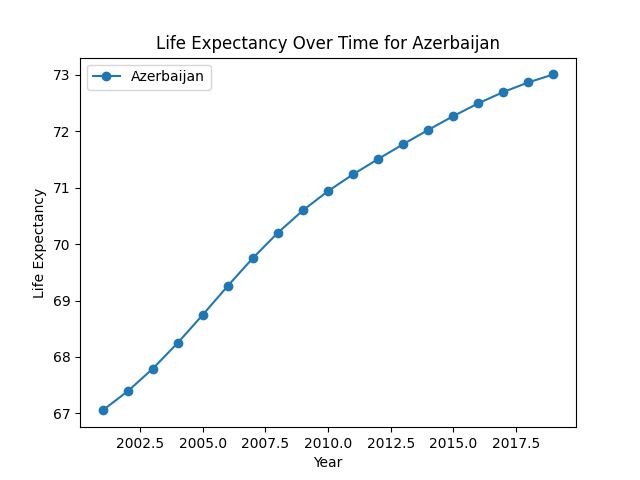 Life Expectancy Over Time for Azerbaijan
Azerbaijan
73
72
71
70
69
68
67
Life Expectancy
2002.5 2005.0 2007.5 2010.0 2012.5 2015.0 2017.5
Year